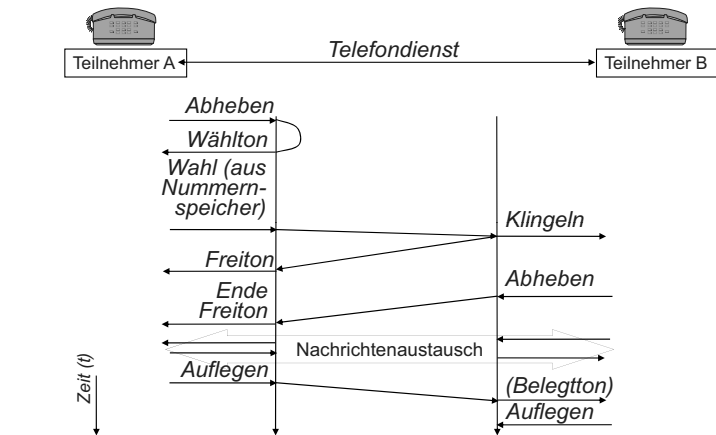 Telefondienst
Teilnehmer A
Teilnehmer B
Abheben
Wählton
Wahl (aus
Nummern-
speicher)
Klingeln
Freiton
Abheben
Ende
Freiton
Nachrichtenaustausch
Zeit (t)
Auflegen
(Belegtton)
Auflegen